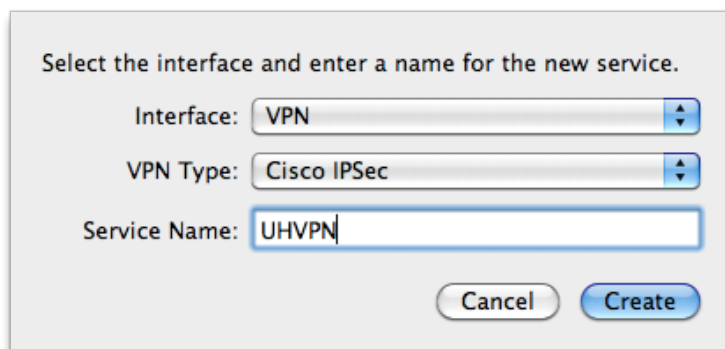 Select the interface and enter a name for the new service.
Interface: VPN
VPN Type: Cisco IPSec
Service Name: UHVPN
Cancel Create